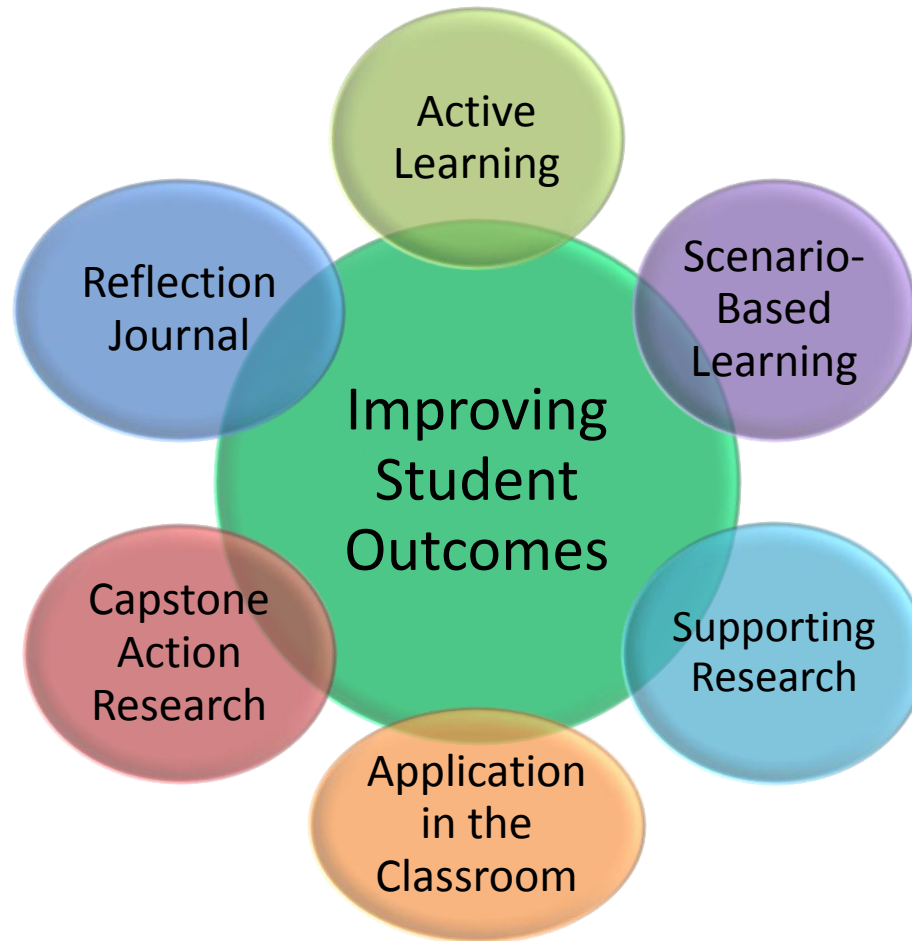 Active
Learning
Scenario-
Based
Learning
Supporting
Research
Application
in the
Classroom
Capstone
Action
Research
Reflection
Journal
Improving
Student
Outcomes